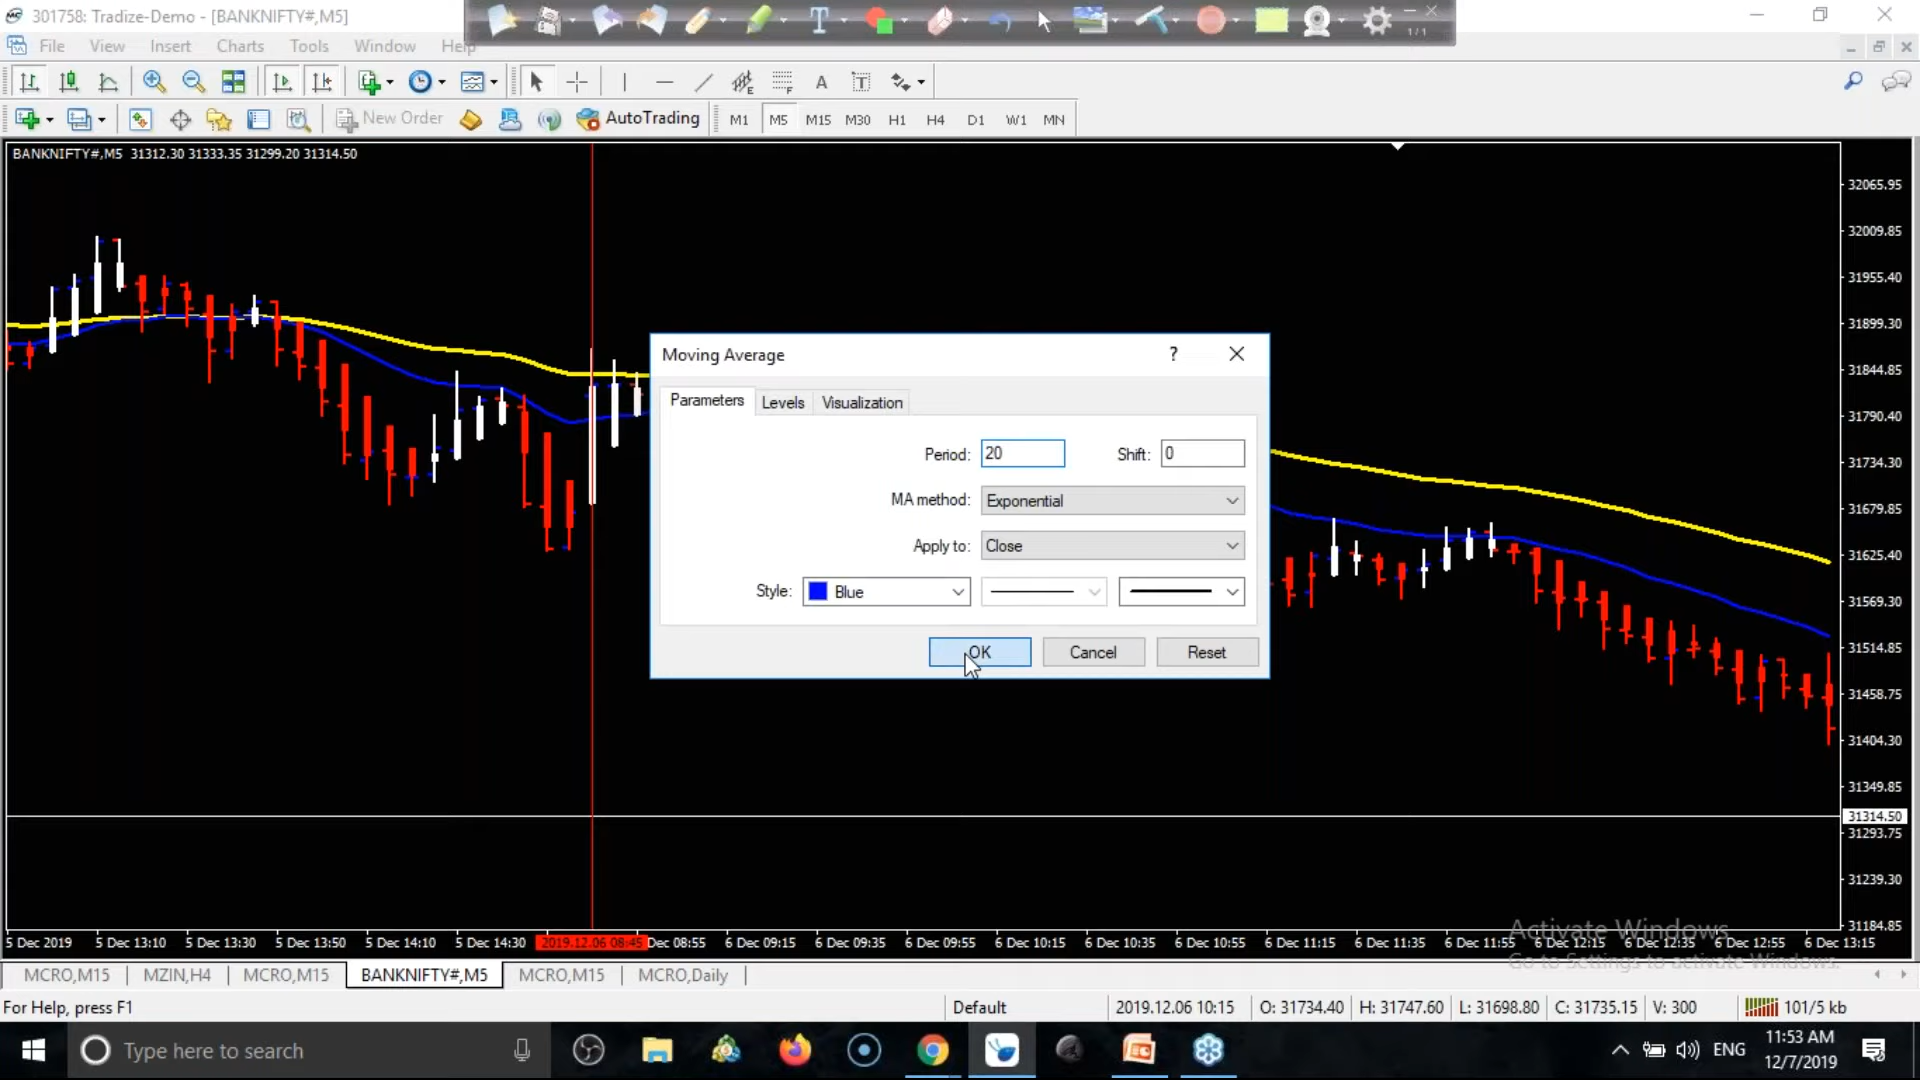 301758: Tradize-Demo - [BANKNIFTY#,M5]
1/1
File View Insert Charts Tools Window Help
New Order AutoTrading M1 M5 M15 M30 H1 H4 D1 W1 MN
BANKNIFTY#,M5 31312.30 31333.35 31299.20 31314.50
32065.95
32009.85
31955.40
31899.30
31844.85
31790.40
31734.30
31679.85
31625.40
31569.30
31514.85
31458.75
31404.30
31349.85
31314.50
31293.75
31239.30
31184.85
Moving Average ?
Parameters Levels Visualization
Period: 20 Shift: 0
MA method: Exponential
Apply to: Close
Style: Blue
OK Cancel Reset
Activate Windows
Go to Settings to activate Windows.
5 Dec 2019 5 Dec 13:10 5 Dec 13:30 5 Dec 13:50 5 Dec 14:10 5 Dec 14:30 2019.12.06 08:45 Dec 08:55 6 Dec 09:15 6 Dec 09:35 6 Dec 09:55 6 Dec 10:15 6 Dec 10:35 6 Dec 10:55 6 Dec 11:15 6 Dec 11:35 6 Dec 11:55 6 Dec 12:15 6 Dec 12:35 6 Dec 12:55 6 Dec 13:15
MCRO,M15 MZIN,H4 MCRO,M15 BANKNIFTY#,M5 MCRO,M15 MCRO,Daily
For Help, press F1 Default 2019.12.06 10:15 O: 31734.40 H: 31747.60 L: 31698.80 C: 31735.15 V: 300 101/5 kb
Type here to search ENG 11:53 AM
12/7/2019